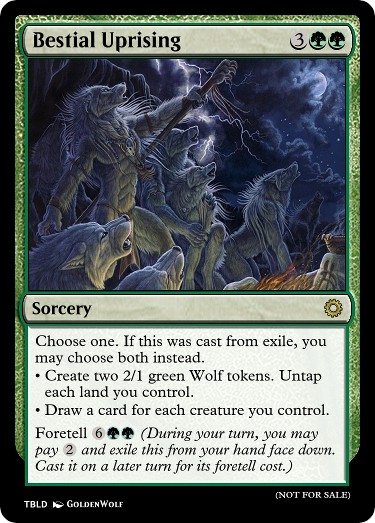 Bestial Uprising 3
Sorcery
Choose one. If this was cast from exile, you
may choose both instead.
• Create two 2/1 green Wolf tokens. Untap
each land you control.
• Draw a card for each creature you control.
Foretell 6 (During your turn, you may
pay 2 and exile this from your hand face down.
Cast it on a later turn for its foretell cost.)
(NOT FOR SALE)
TBLD GOLDENWOLF